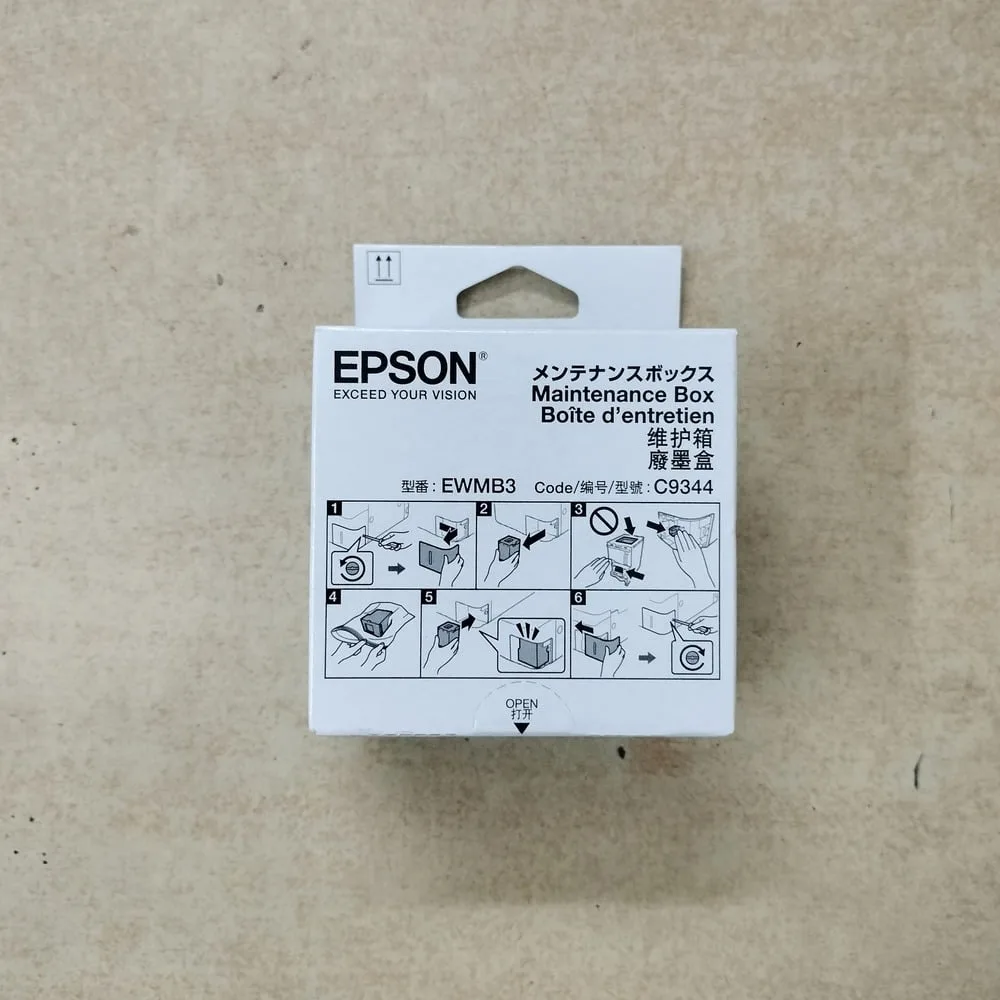 EPSON®
EXCEED YOUR VISION
メンテナンスボックス
Maintenance Box
Boîte d'entretien
维护箱
廢墨盒
型番: EWMB3 Code/编号/型號: C9344
1
2
3
4
5
6
OPEN
打开